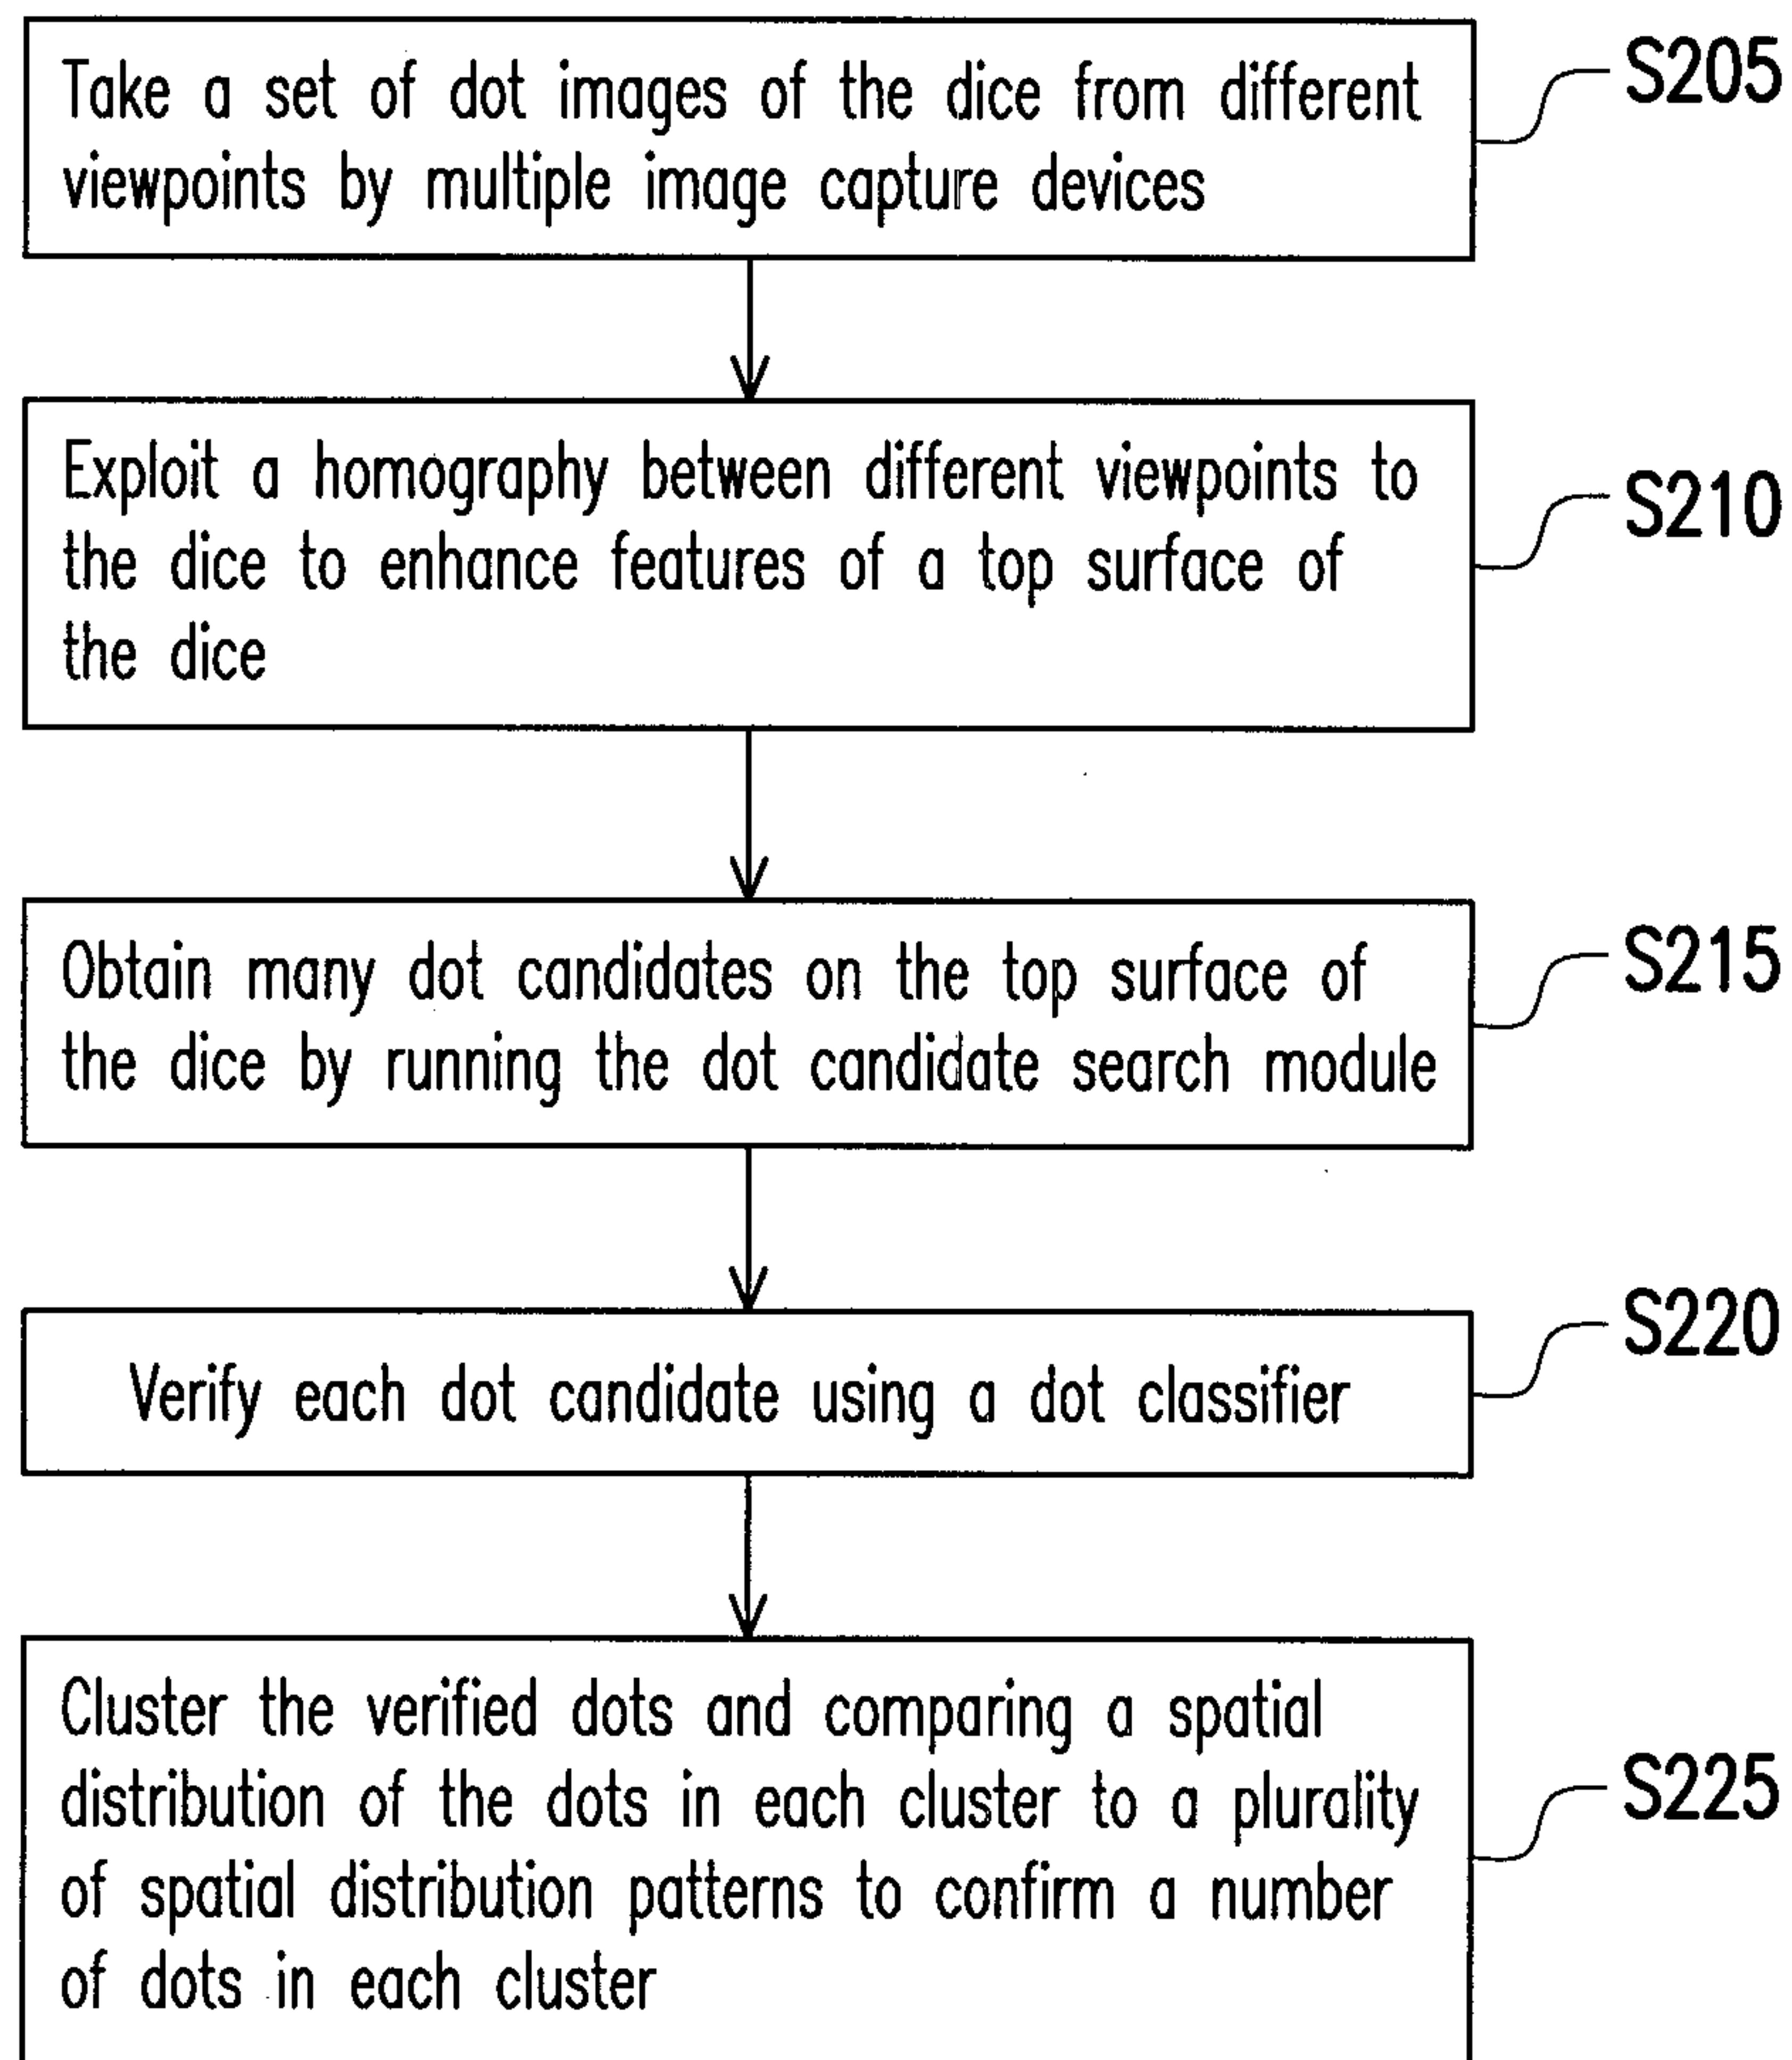 Take a set of dot images of the dice from different
viewpoints by multiple image capture devices
S205
Exploit a homography between different viewpoints to
the dice to enhance features of a top surface of
the dice
S210
Obtain many dot candidates on the top surface of
the dice by running the dot candidate search module
S215
Verify each dot candidate using a dot classifier
S220
Cluster the verified dots and comparing a spatial
distribution of the dots in each cluster to a plurality
of spatial distribution patterns to confirm a number
of dots in each cluster
S225